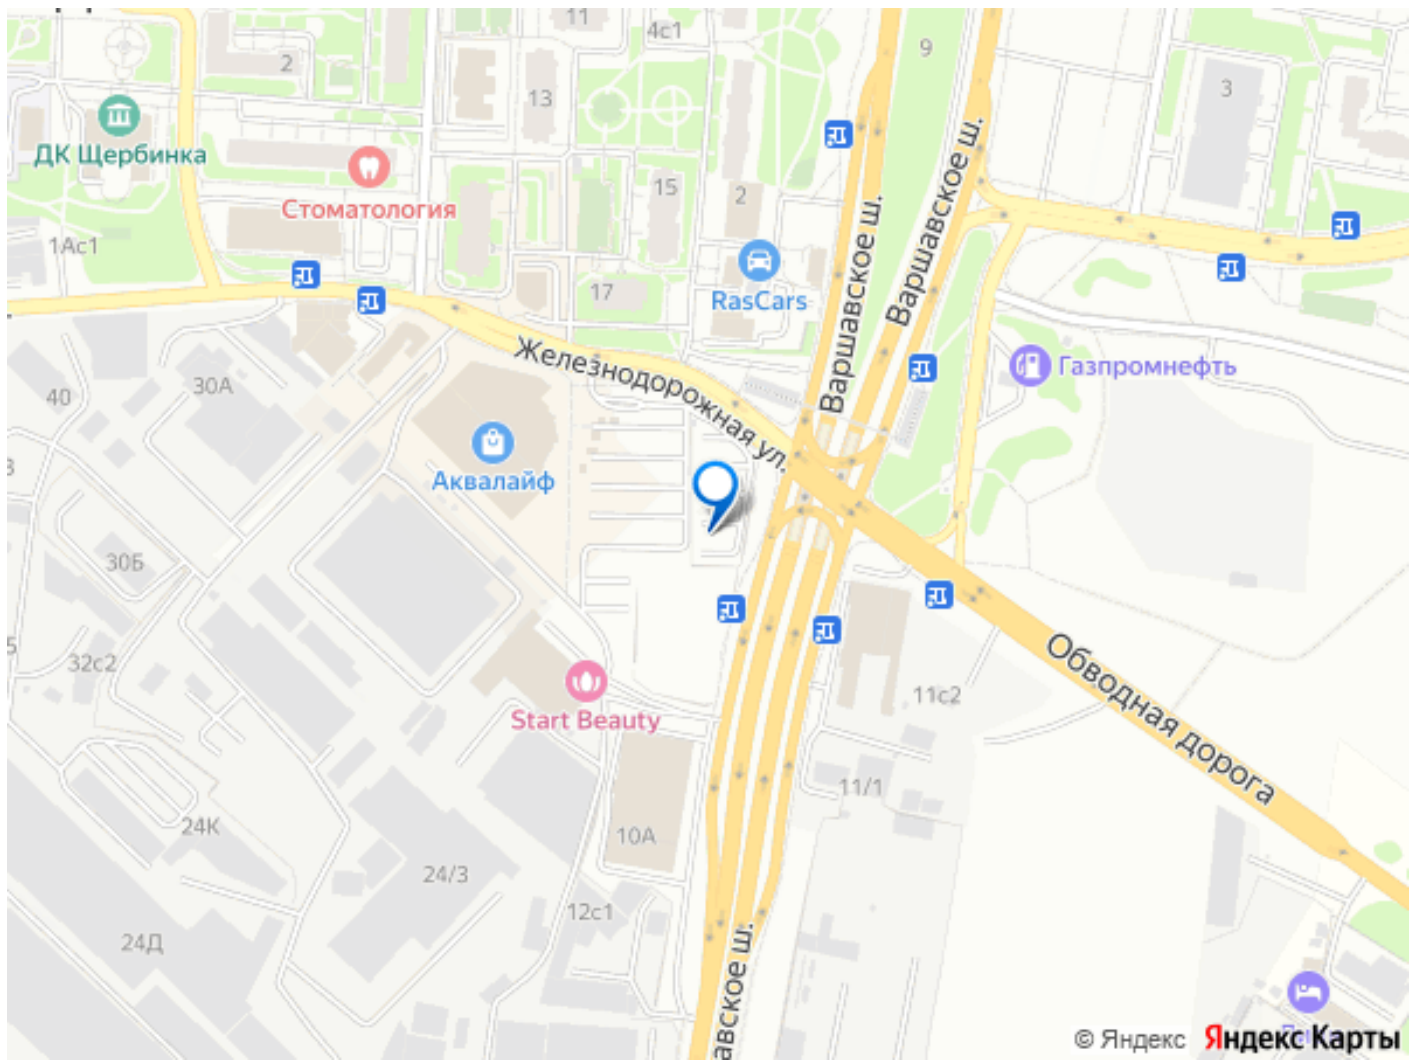 11
4с1
9
2
3
13
ДК Щербинка
Стоматология
15
2
1Ас1
Варшавское ш.
Варшавское ш.
RasCars
17
Железнодорожная ул.
Газпромнефть
30А
40
Аквалайф
30Б
32с2
Обводная дорога
11с2
Start Beauty
11/1
24К
10А
24/3
12с1
24Д
авское ш.
© Яндекс Яндекс Карты